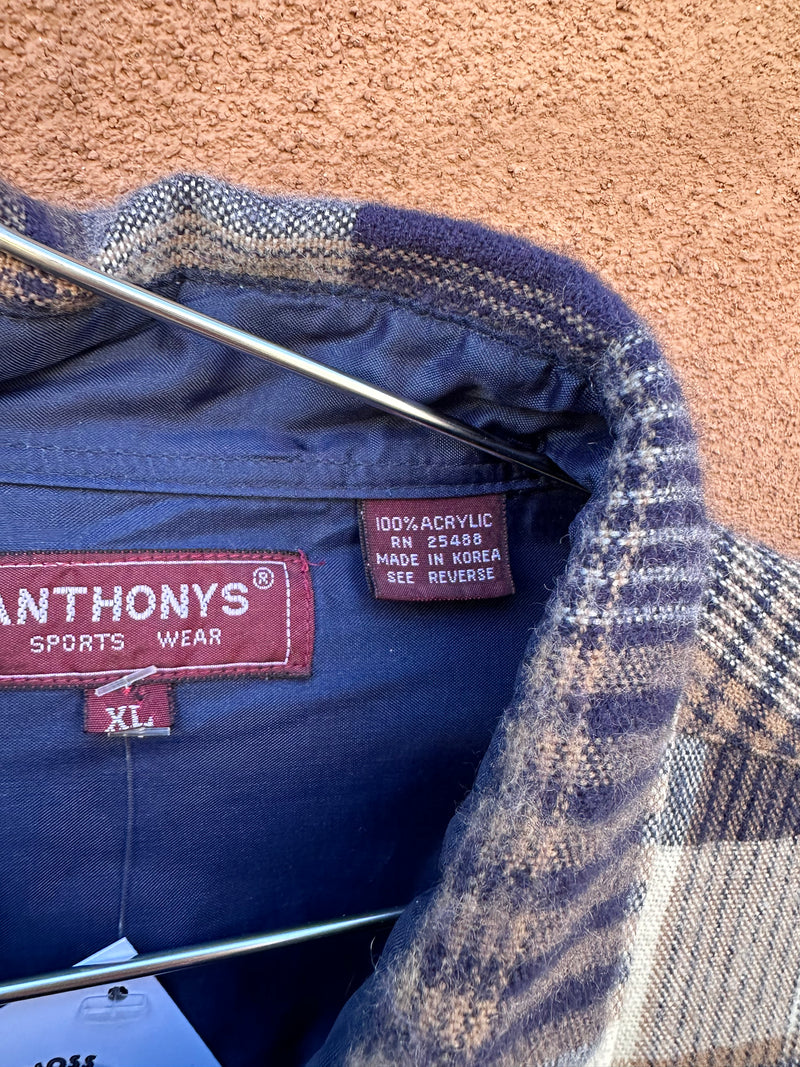 100% ACRYLIC
RN 25488
MADE IN KOREA
SEE REVERSE
ANTHONYS®
SPORTS WEAR
XL